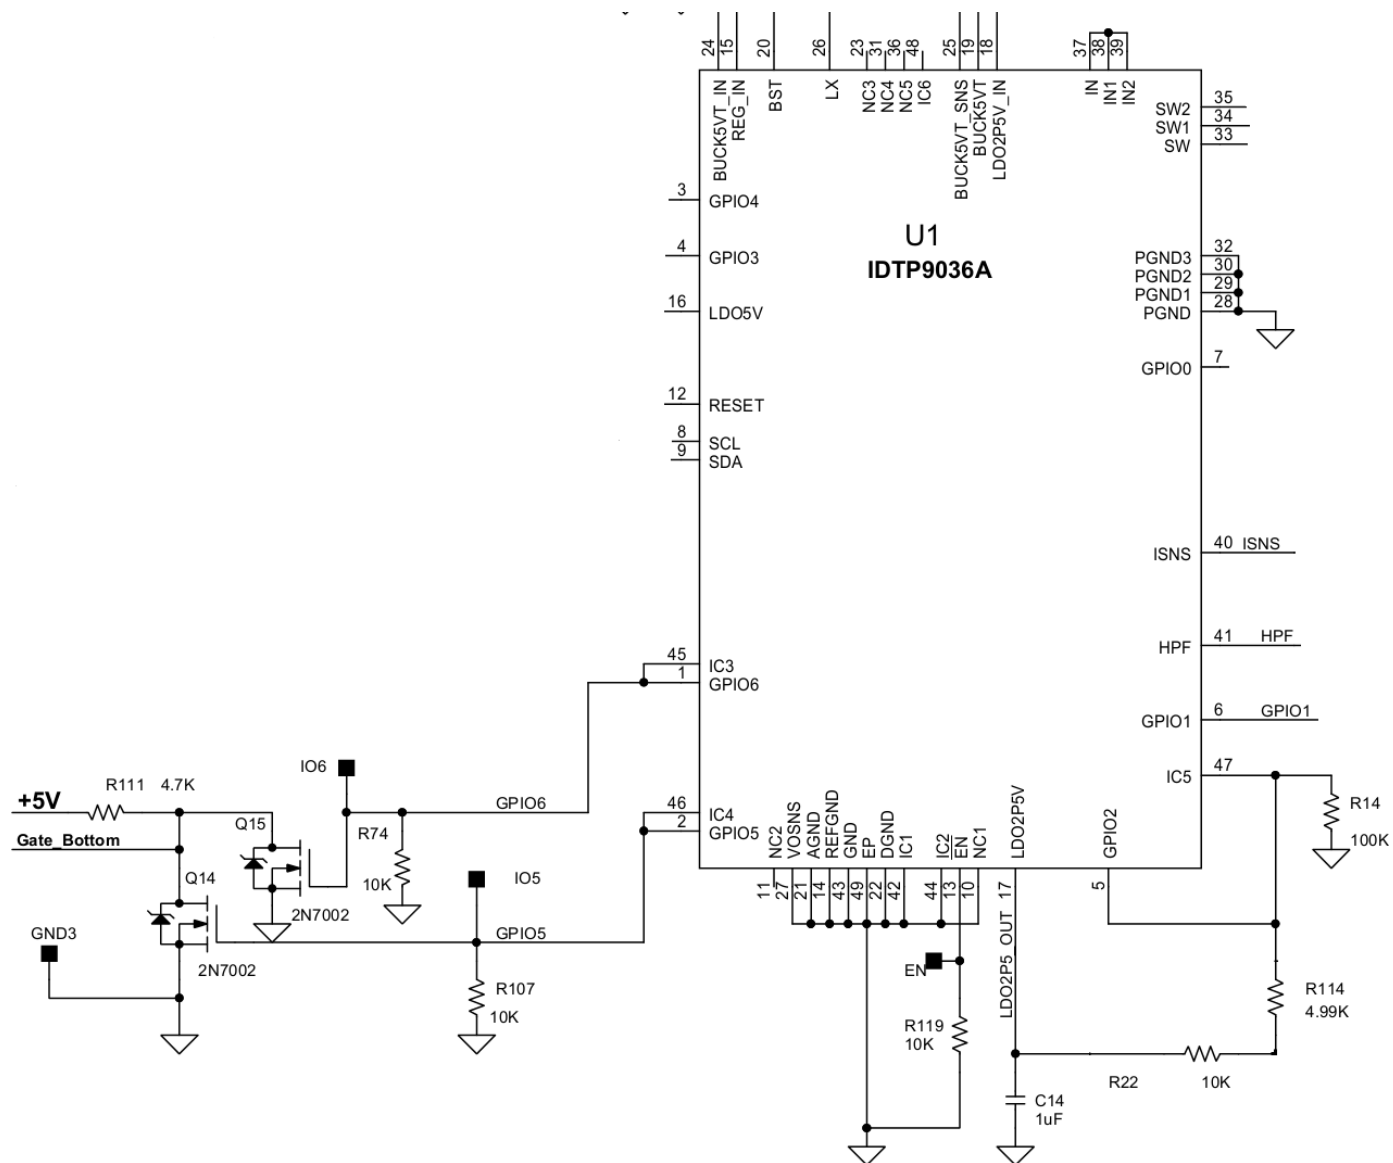 24
15
20
26
23
31
36
48
25
19
18
37
38
39
BUCK5VT_IN
REG_IN
BST
LX
NC3
NC4
NC5
IC6
BUCK5VT_SNS
BUCK5VT
LDO2P5V_IN
IN
IN1
IN2
SW2 35
SW1 34
SW 33
3 GPIO4
U1
IDTP9036A
4 GPIO3
PGND3 32
PGND2 30
PGND1 29
PGND 28
16 LDO5V
GPIO0 7
12 RESET
8 SCL
9 SDA
ISNS 40 ISNS
HPF 41 HPF
45 IC3
1 GPIO6
GPIO1 6 GPIO1
IC5 47
IO6
R111 4.7K
+5V
GPIO6
46 IC4
2 GPIO5
R14
100K
Gate_Bottom
Q15
R74
10K
NC2
VOSNS
AGND
REFGND
GND
EP
DGND
IC1
IC2
EN
NC1
LDO2P5V
GPIO2
11
27
21
14
43
49
22
42
44
13
10
17
5
Q14
IO5
2N7002
GND3
GPIO5
2N7002
EN
LDO2P5_OUT
R107
10K
R114
4.99K
R119
10K
R22 10K
C14
1uF